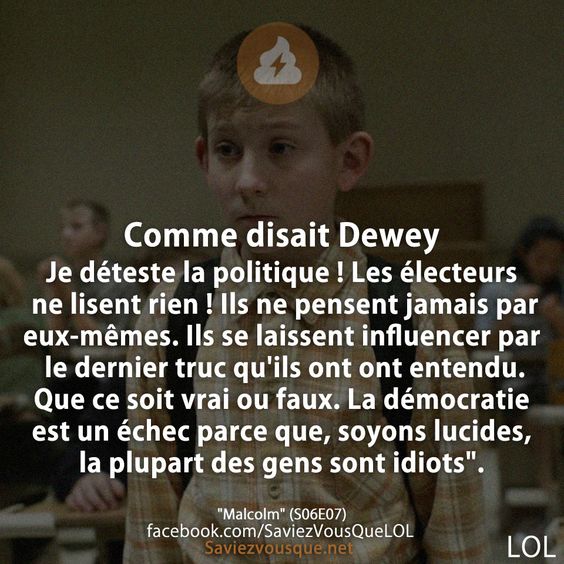 Comme disait Dewey
Je déteste la politique ! Les électeurs
ne lisent rien ! Ils ne pensent jamais par
eux-mêmes. Ils se laissent influencer par
le dernier truc qu'ils ont ont entendu.
Que ce soit vrai ou faux. La démocratie
est un échec parce que, soyons lucides,
la plupart des gens sont idiots".
"Malcolm" (S06E07)
facebook.com/SaviezVousQueLOL
Saviezvousque.net
LOL